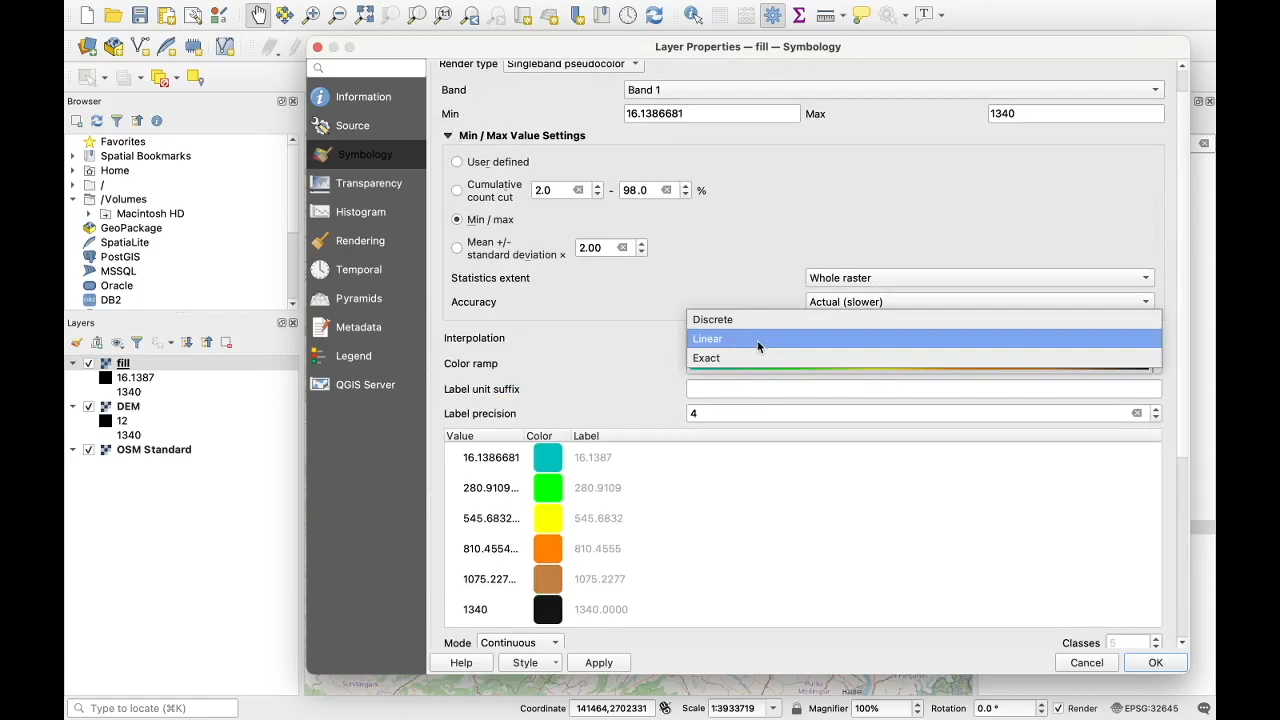 Layer Properties — fill — Symbology
Browser
Favorites
Spatial Bookmarks
Home
/
/Volumes
Macintosh HD
GeoPackage
SpatiaLite
PostGIS
MSSQL
Oracle
DB2
Layers
fill
16.1387
1340
DEM
12
1340
OSM Standard
Information
Source
Symbology
Transparency
Histogram
Rendering
Temporal
Pyramids
Metadata
Legend
QGIS Server
Render type Singleband pseudocolor
Band Band 1
Min 16.1386681 Max 1340
Min / Max Value Settings
User defined
Cumulative
count cut 2.0 - 98.0 %
Min / max
Mean +/-
standard deviation × 2.00
Statistics extent Whole raster
Accuracy Actual (slower)
Interpolation
Discrete
Linear
Exact
Color ramp
Label unit suffix
Label precision 4
Value Color Label
16.1386681 16.1387
280.9109... 280.9109
545.6832... 545.6832
810.4554... 810.4555
1075.227... 1075.2277
1340 1340.0000
Mode Continuous Classes 5
Help Style Apply Cancel OK
Type to locate (⌘K) Coordinate 141464,2702331 Scale 1:3933719 Magnifier 100% Rotation 0.0 ° Render EPSG:32645